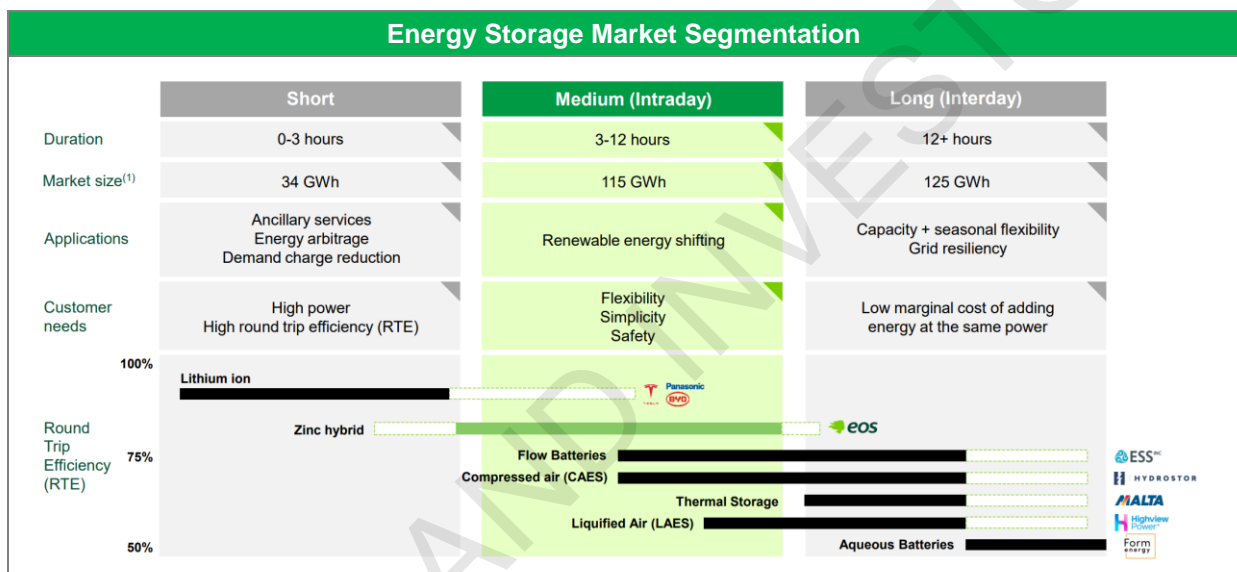 Energy Storage Market Segmentation
Short
Medium (Intraday)
Long (Interday)
Duration
0-3 hours
3-12 hours
12+ hours
Market size(1)
34 GWh
115 GWh
125 GWh
Applications
Ancillary services
Energy arbitrage
Demand charge reduction
Renewable energy shifting
Capacity + seasonal flexibility
Grid resiliency
Customer
needs
High power
High round trip efficiency (RTE)
Flexibility
Simplicity
Safety
Low marginal cost of adding
energy at the same power
Round
Trip
Efficiency
(RTE)
100%
75%
50%
Lithium ion
TESLA
Panasonic
BYD
Zinc hybrid
eos
Flow Batteries
ESS INC
Compressed air (CAES)
HYDROSTOR
Thermal Storage
MALTA
Liquified Air (LAES)
Highview
Power
Aqueous Batteries
Form
energy
AND INVESTO